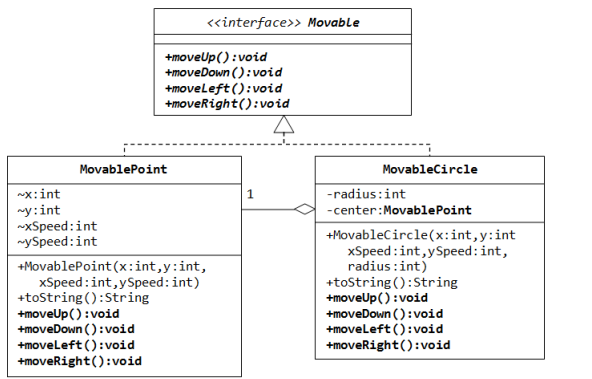 <<interface>> Movable
+moveUp():void
+moveDown():void
+moveLeft():void
+moveRight():void
MovablePoint
~x:int
~y:int
~xSpeed:int
~ySpeed:int
+MovablePoint(x:int,y:int,
xSpeed:int,ySpeed:int)
+toString():String
+moveUp():void
+moveDown():void
+moveLeft():void
+moveRight():void
1
MovableCircle
-radius:int
-center:MovablePoint
+MovableCircle(x:int,y:int
xSpeed:int,ySpeed:int,
radius:int)
+toString():String
+moveUp():void
+moveDown():void
+moveLeft():void
+moveRight():void